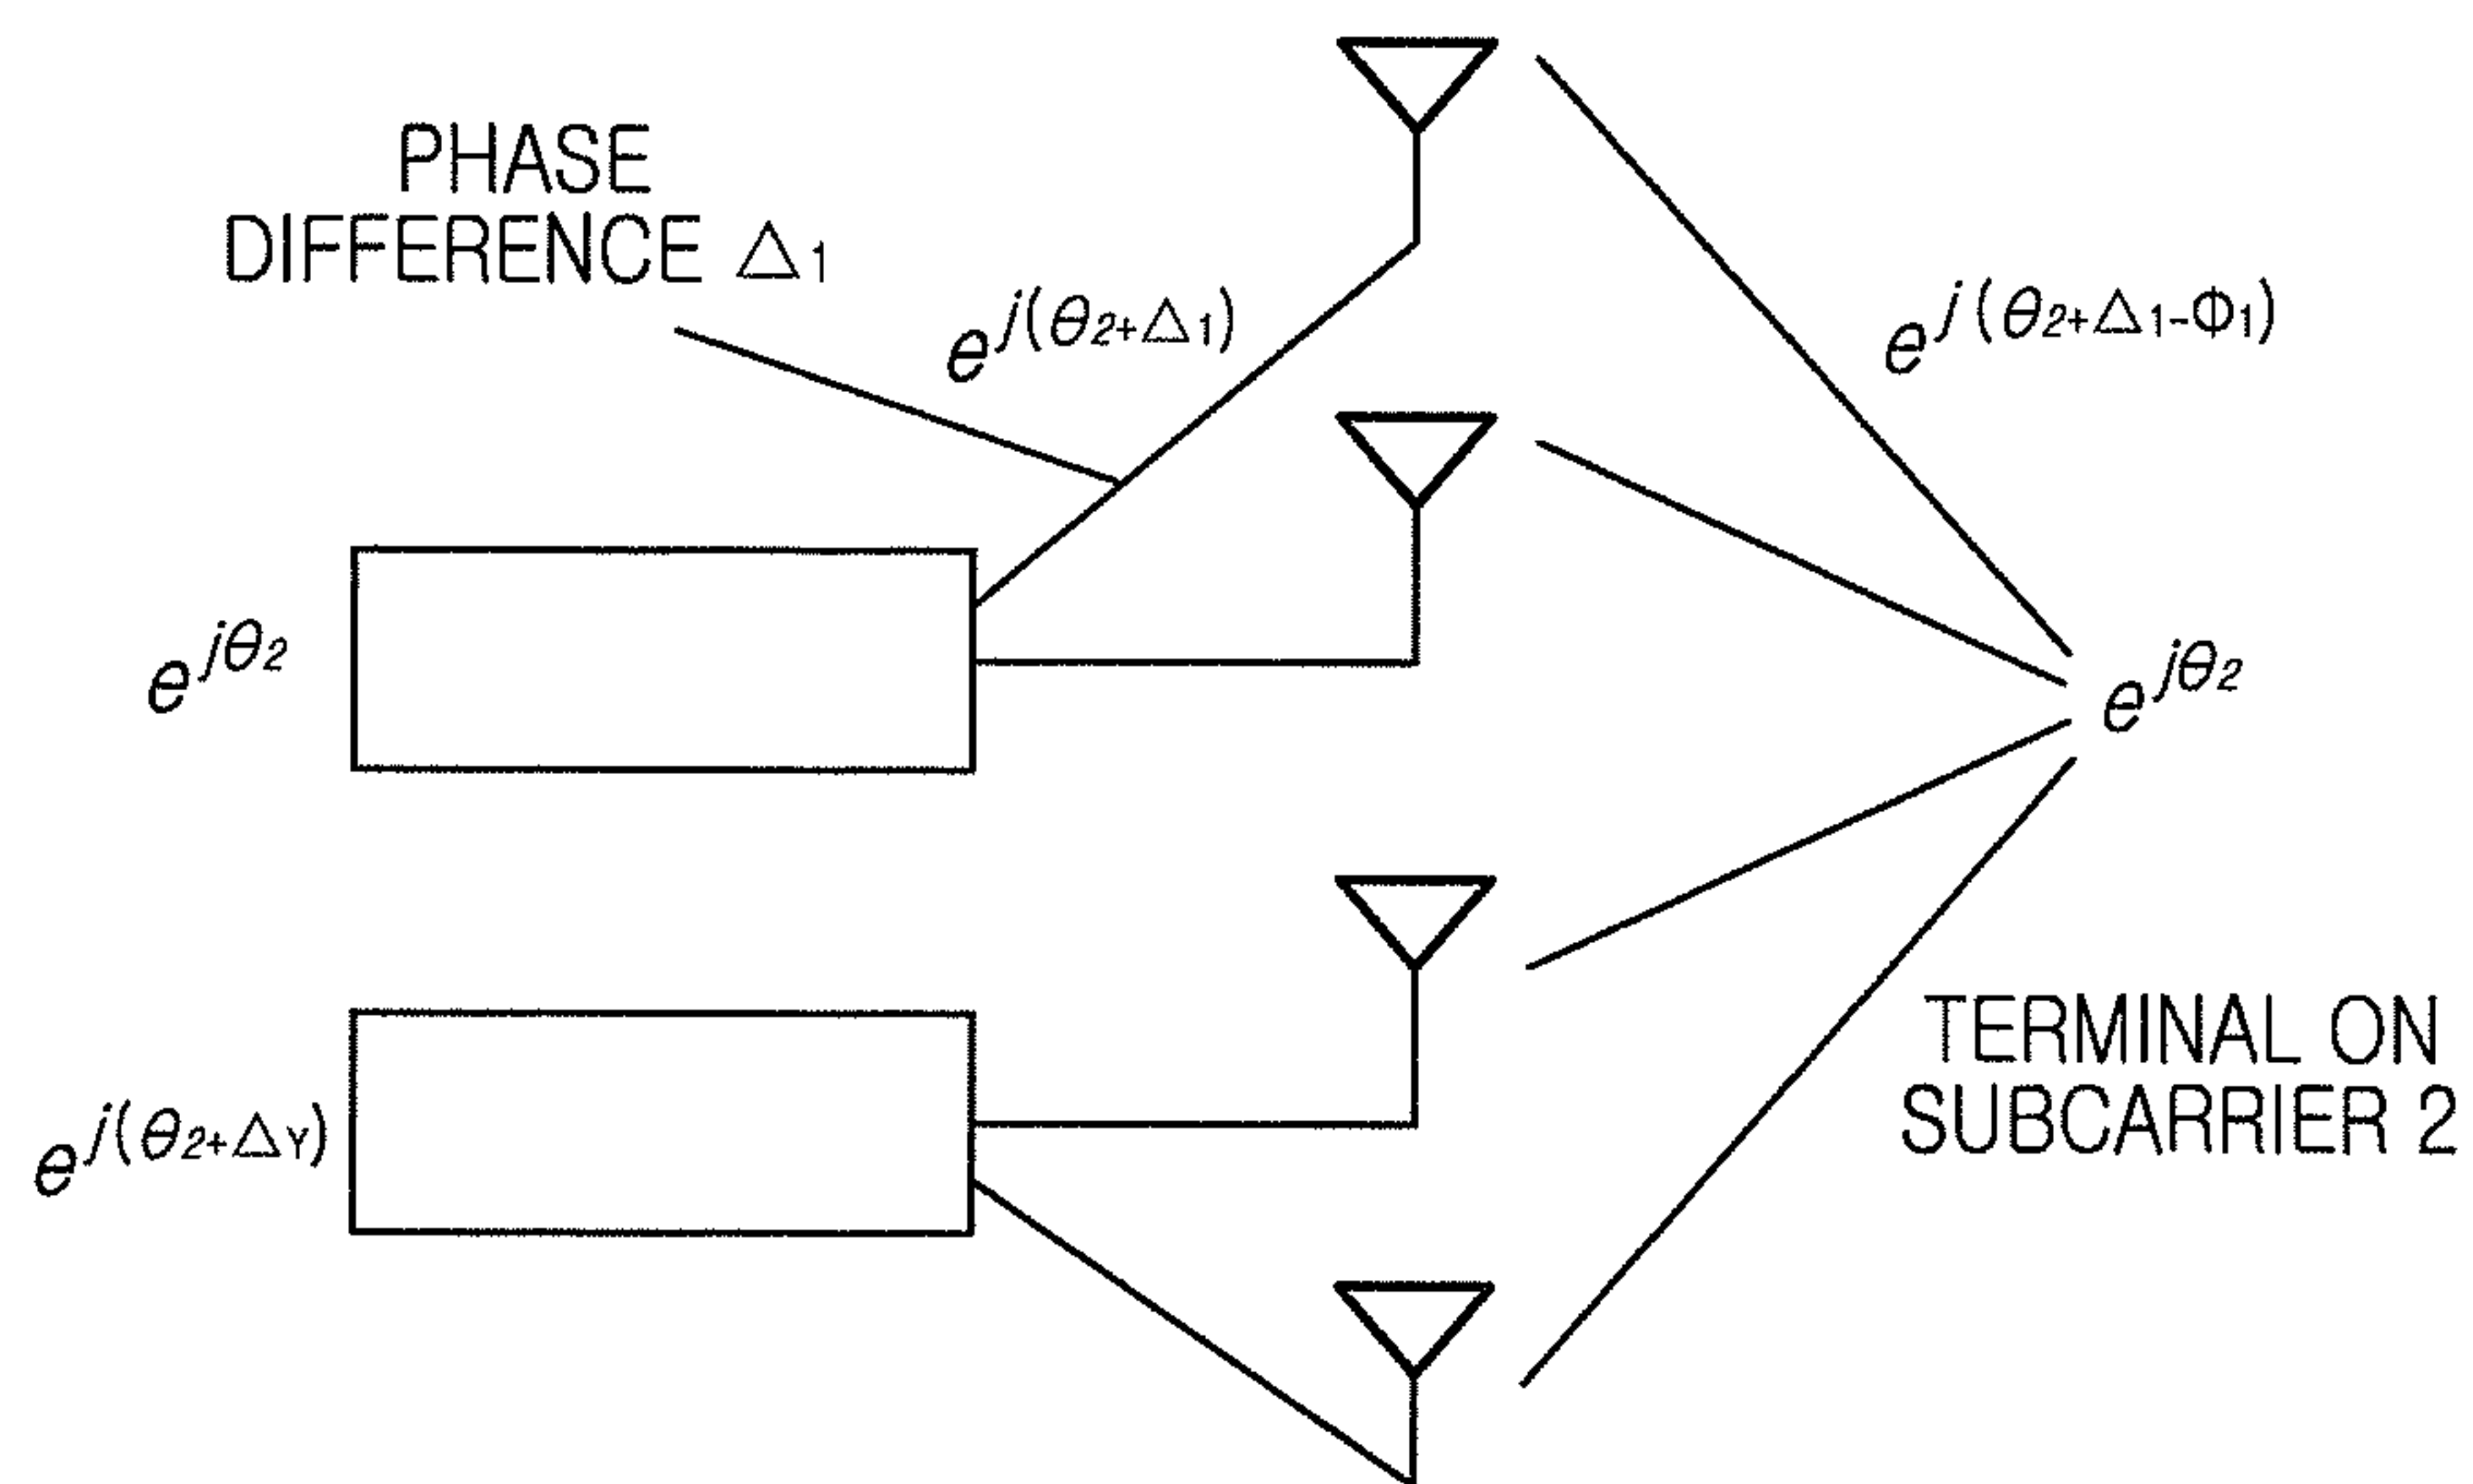 PHASE
DIFFERENCE Δ1
e^j(θ2+Δ1)
e^j(θ2+Δ1-Φ1)
e^jθ2
e^jθ2
e^j(θ2+ΔY)
TERMINAL ON
SUBCARRIER 2